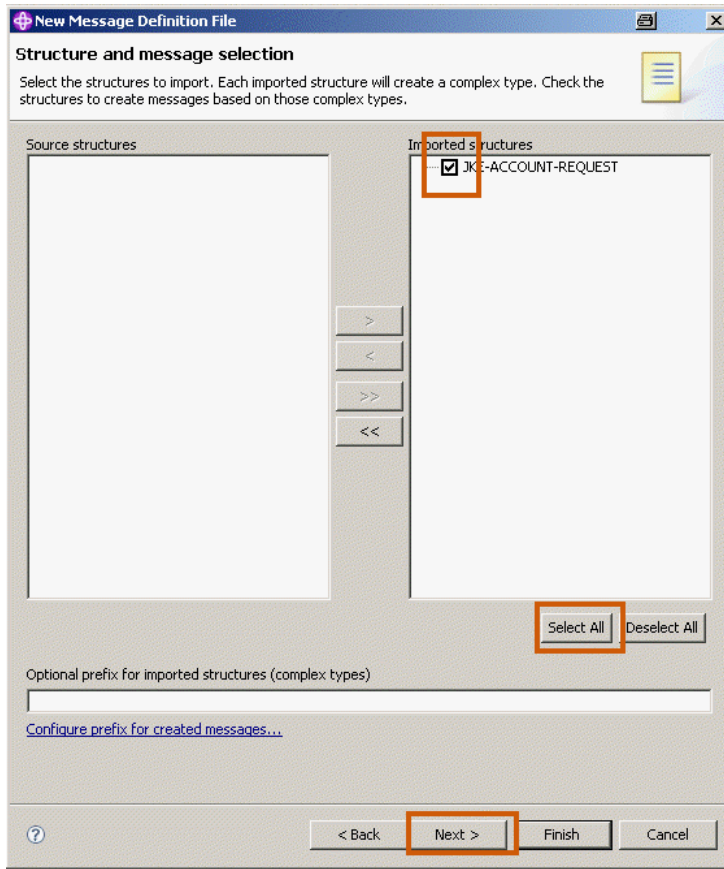 New Message Definition File
Structure and message selection
Select the structures to import. Each imported structure will create a complex type. Check the
structures to create messages based on those complex types.
Source structures
Imported structures
JKE-ACCOUNT-REQUEST
>
<
>>
<<
Select All
Deselect All
Optional prefix for imported structures (complex types)
Configure prefix for created messages...
?
< Back
Next >
Finish
Cancel